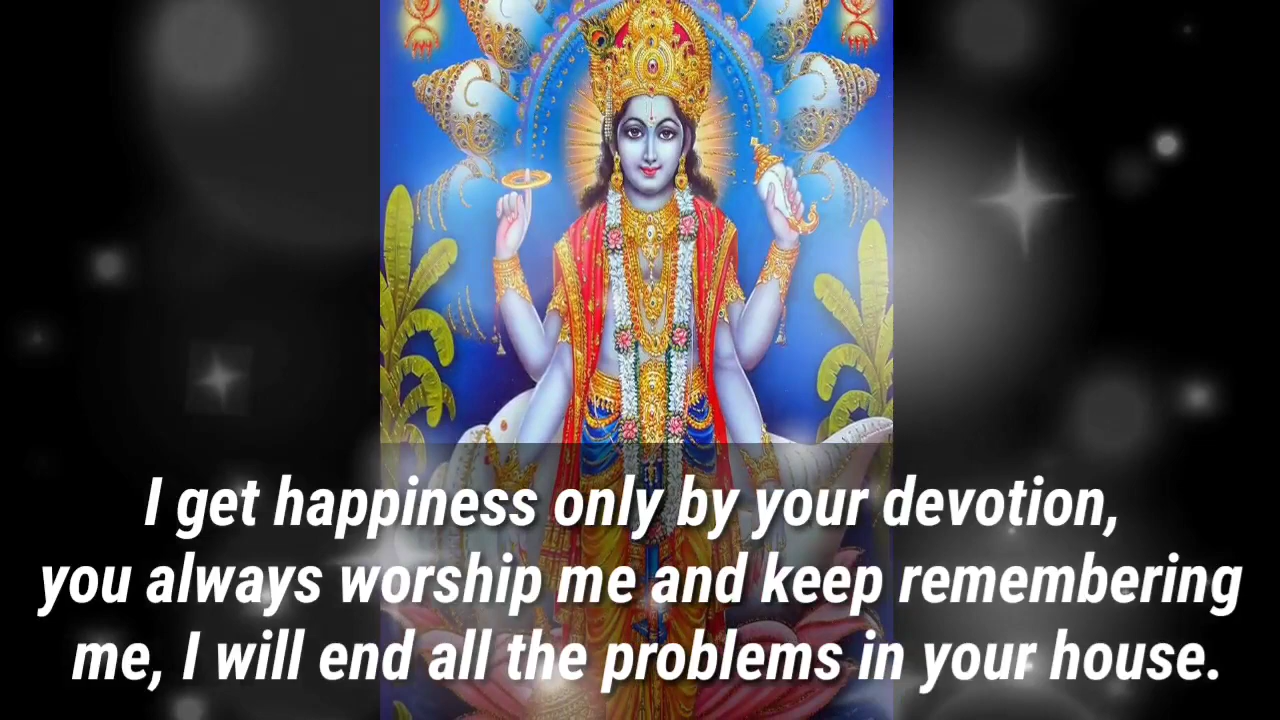 I get happiness only by your devotion,
you always worship me and keep remembering
me, I will end all the problems in your house.